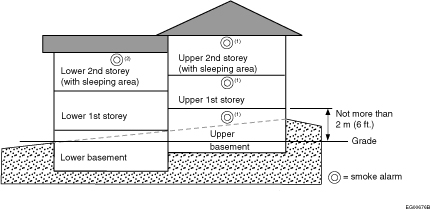 (1)
(2)
Upper 2nd storey
(with sleeping area)
Lower 2nd storey
(with sleeping area)
(1)
Upper 1st storey
Lower 1st storey
(1)
Not more than
2 m (6 ft.)
Upper
basement
Grade
Lower basement
= smoke alarm
EG00679B